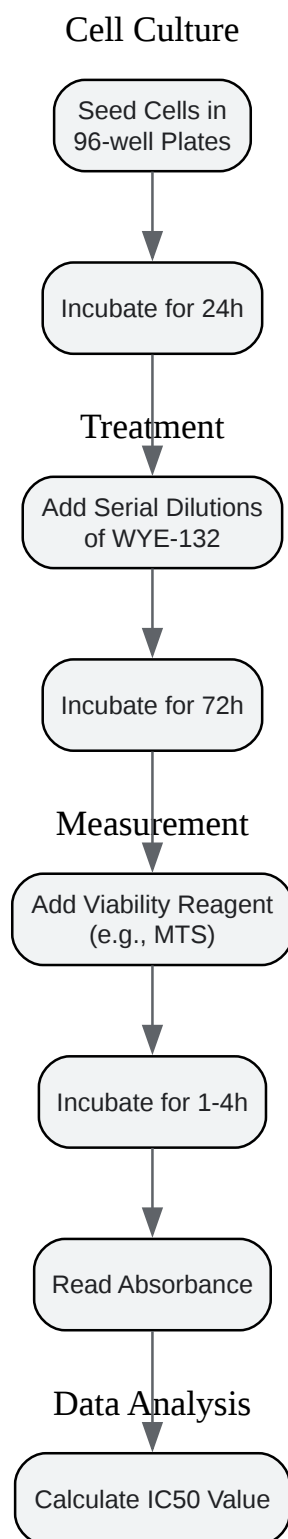 Cell Culture
Seed Cells in
96-well Plates
Incubate for 24h
Treatment
Add Serial Dilutions
of WYE-132
Incubate for 72h
Measurement
Add Viability Reagent
(e.g., MTS)
Incubate for 1-4h
Read Absorbance
Data Analysis
Calculate IC50 Value